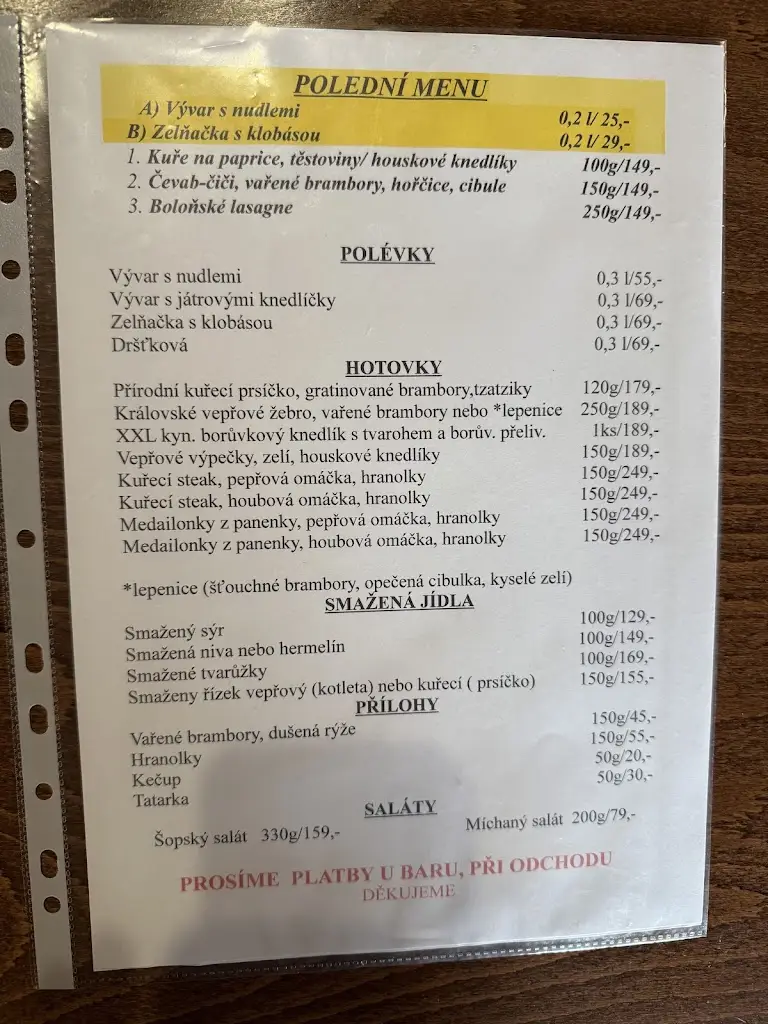 POLEDNÍ MENU
A) Vývar s nudlemi 0,2 l/ 25,-
B) Zelňačka s klobásou 0,2 l/ 29,-
1. Kuře na paprice, těstoviny/ houskové knedlíky 100g/149,-
2. Čevab-čiči, vařené brambory, hořčice, cibule 150g/149,-
3. Boloňské lasagne 250g/149,-
POLÉVKY
Vývar s nudlemi 0,3 l/55,-
Vývar s játrovými knedlíčky 0,3 l/69,-
Zelňačka s klobásou 0,3 l/69,-
Dršťková 0,3 l/69,-
HOTOVKY
Přírodní kuřecí prsíčko, gratinované brambory,tzatziky 120g/179,-
Královské vepřové žebro, vařené brambory nebo *lepenice 250g/189,-
XXL kyn. borůvkový knedlík s tvarohem a borův. přeliv. 1ks/189,-
Vepřové výpečky, zelí, houskové knedlíky 150g/189,-
Kuřecí steak, pepřová omáčka, hranolky 150g/249,-
Kuřecí steak, houbová omáčka, hranolky 150g/249,-
Medailonky z panenky, pepřová omáčka, hranolky 150g/249,-
Medailonky z panenky, houbová omáčka, hranolky 150g/249,-
*lepenice (šťouchné brambory, opečená cibulka, kyselé zelí)
SMAŽENÁ JÍDLA
Smažený sýr 100g/129,-
Smažená niva nebo hermelín 100g/149,-
Smažené tvarůžky 100g/169,-
Smaženy řízek vepřový (kotleta) nebo kuřecí ( prsíčko) 150g/155,-
PŘÍLOHY
Vařené brambory, dušená rýže 150g/45,-
Hranolky 150g/55,-
Kečup 50g/20,-
Tatarka 50g/30,-
SALÁTY
Šopský salát 330g/159,- Míchaný salát 200g/79,-
PROSÍME PLATBY U BARU, PŘI ODCHODU
DĚKUJEME